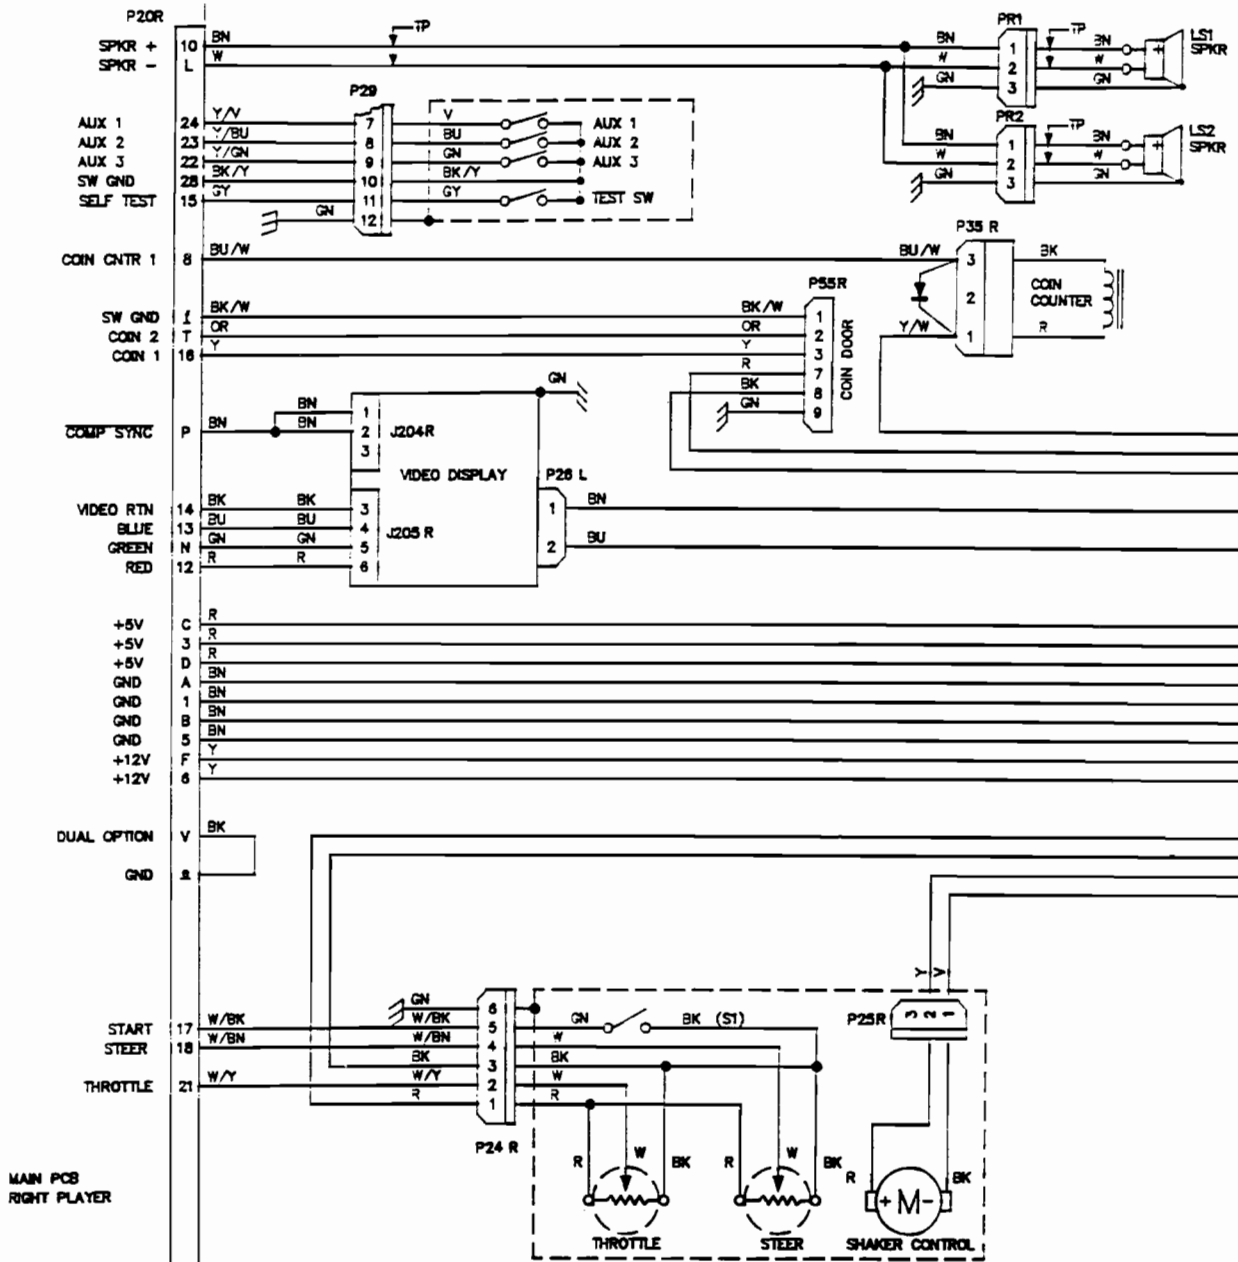 P20R
SPKR + 10 BN TP BN PR1 1 TP BN + LS1 SPKR
SPKR - L W W 2 W
GN 3 GN
P29
AUX 1 24 Y/V 7 V AUX 1
AUX 2 23 Y/BU 8 BU AUX 2
AUX 3 22 Y/GN 9 GN AUX 3
SW GND 28 BK/Y 10 BK/Y
SELF TEST 15 GY 11 GY TEST SW
GN 12
PR2
BN 1 TP BN + LS2 SPKR
W 2 W
GN 3 GN
P35 R
COIN CNTR 1 8 BU/W BU/W 3 BK
2 COIN COUNTER
Y/W 1 R
P55R
SW GND BK/W BK/W 1
COIN 2 T OR OR 2
COIN 1 16 Y Y 3
R 7
BK 8
GN 9
COIN DOOR
GN
BN 1
COMP SYNC P BN BN 2 J204R
3
VIDEO DISPLAY
P26 L
1 BN
2 BU
VIDEO RTN 14 BK BK 3
BLUE 13 BU BU 4 J205 R
GREEN N GN GN 5
RED 12 R R 6
+5V C R
+5V 3 R
+5V D R
GND A BN
GND 1 BN
GND B BN
GND 5 BN
+12V F Y
+12V 6 Y
DUAL OPTION V BK
GND
Y V
P25R 3 2 1
GN 6
START 17 W/BK W/BK 5 GN BK (S1)
STEER 18 W/BN W/BN 4 W
BK 3 BK
THROTTLE 21 W/Y W/Y 2 W
R 1 R
P24 R
R W BK R W BK R BK
+ M -
THROTTLE STEER SHAKER CONTROL
MAIN PCB
RIGHT PLAYER